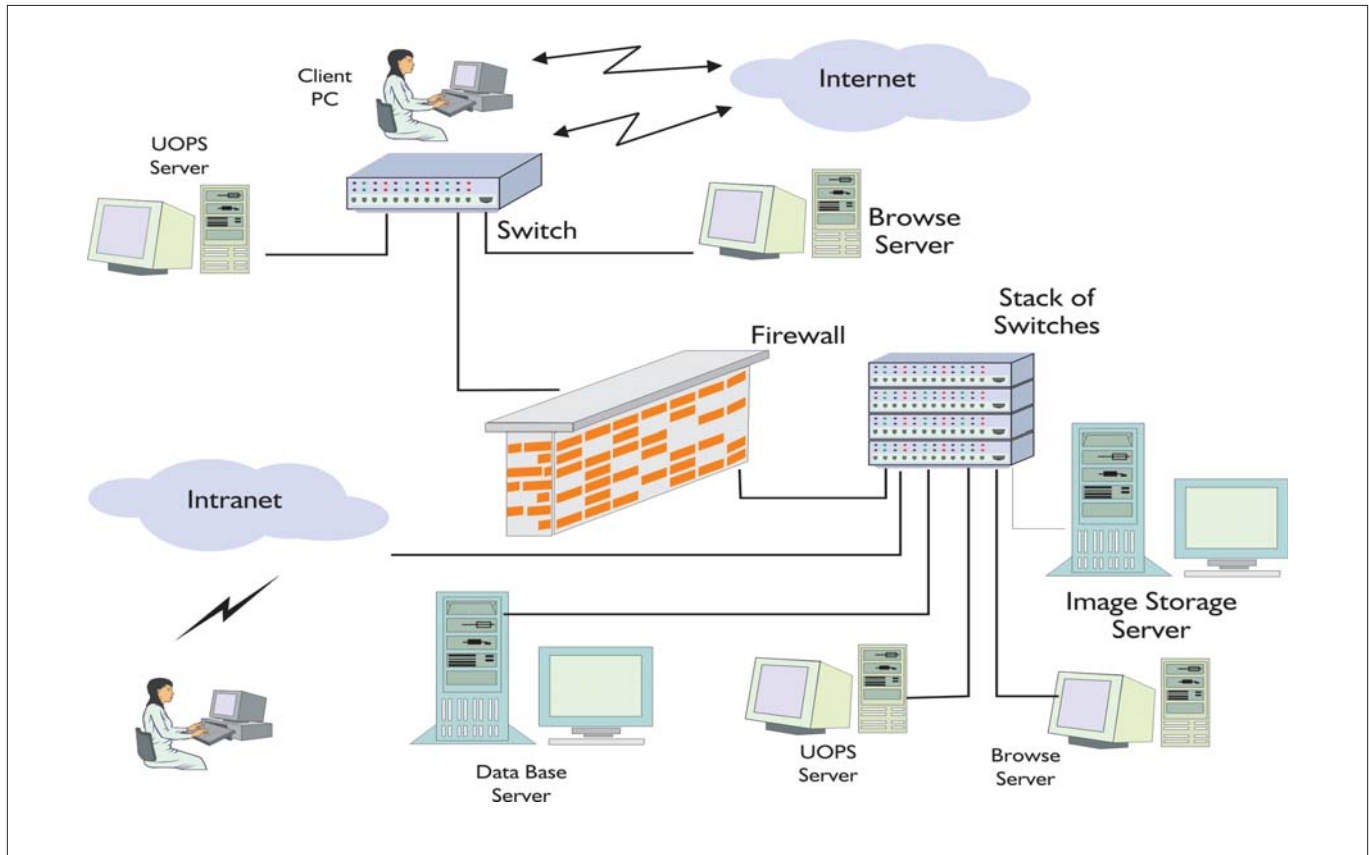 Client
PC
Internet
UOPS
Server
Switch
Browse
Server
Stack of
Switches
Firewall
Intranet
Image Storage
Server
Data Base
Server
UOPS
Server
Browse
Server